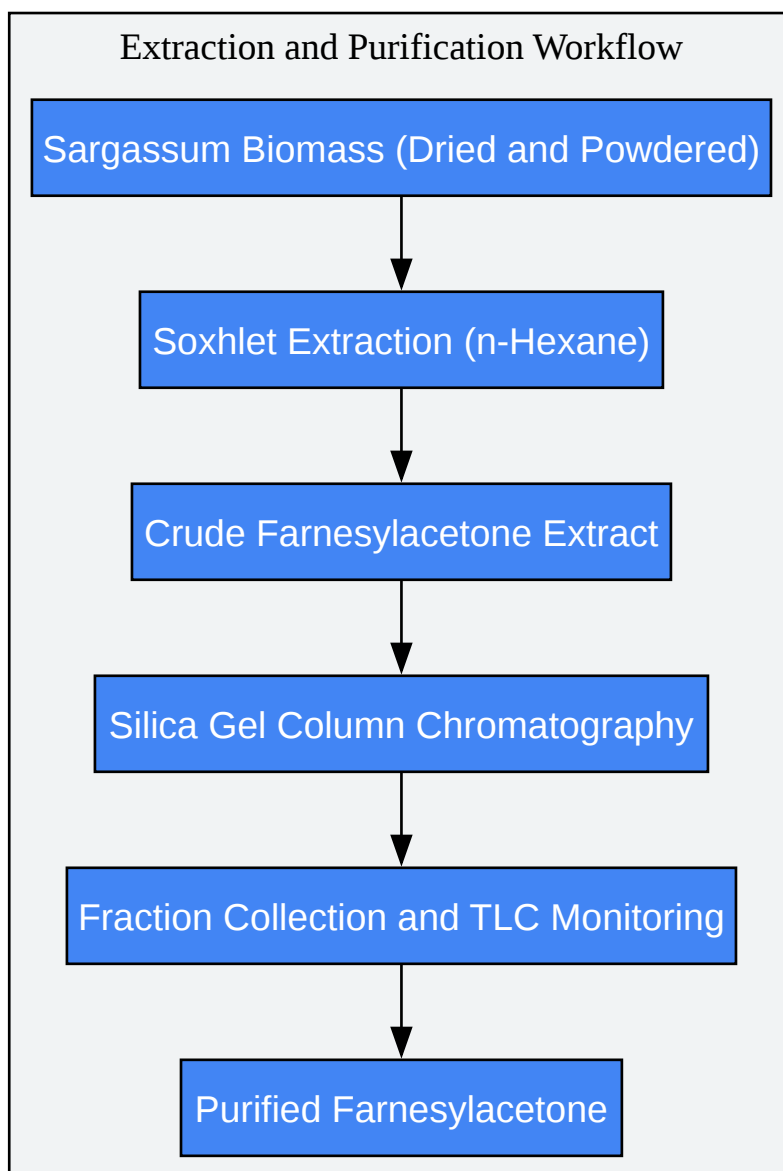 Extraction and Purification Workflow
Sargassum Biomass (Dried and Powdered)
Soxhlet Extraction (n-Hexane)
Crude Farnesylacetone Extract
Silica Gel Column Chromatography
Fraction Collection and TLC Monitoring
Purified Farnesylacetone